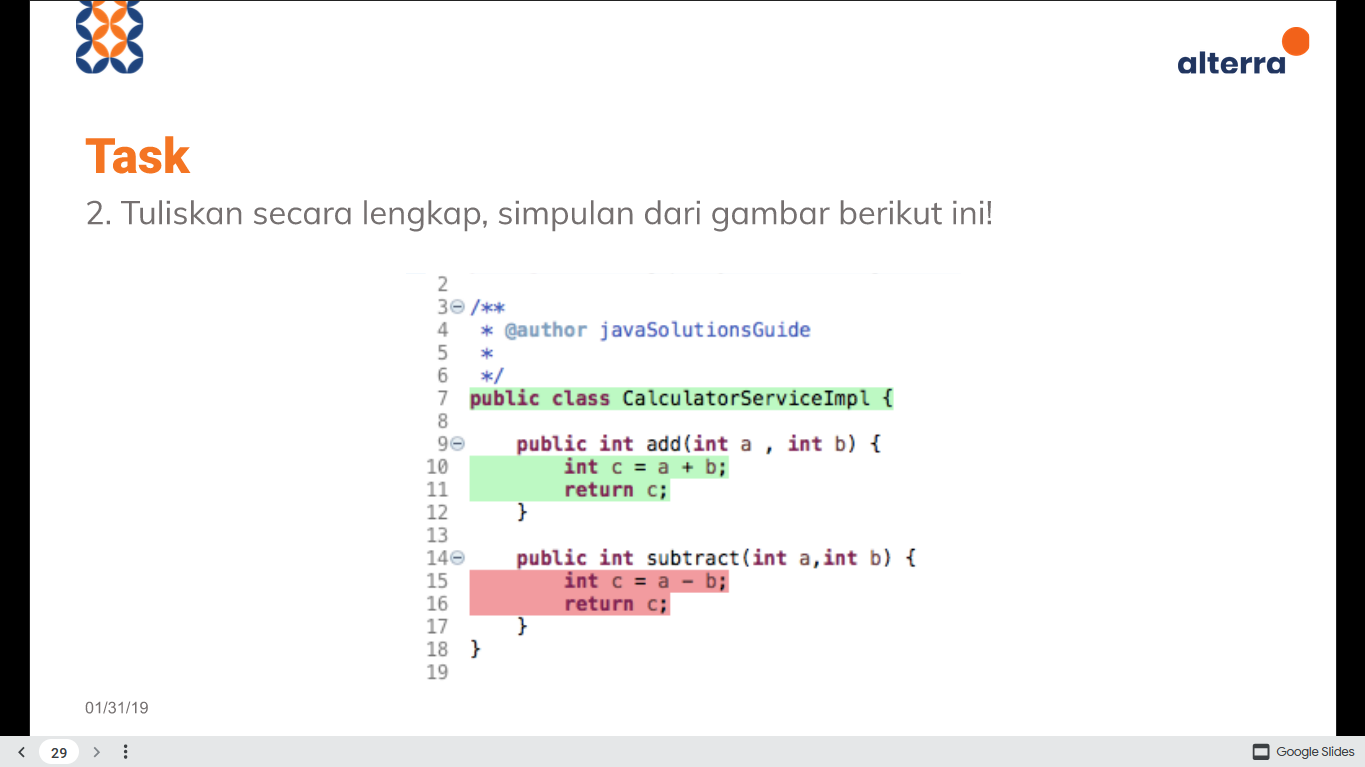 alterra
Task
2. Tuliskan secara lengkap, simpulan dari gambar berikut ini!
2
3 /**
4 * @author javaSolutionsGuide
5 *
6 */
7 public class CalculatorServiceImpl {
8
9 public int add(int a , int b) {
10 int c = a + b;
11 return c;
12 }
13
14 public int subtract(int a,int b) {
15 int c = a - b;
16 return c;
17 }
18 }
19
01/31/19
29
Google Slides